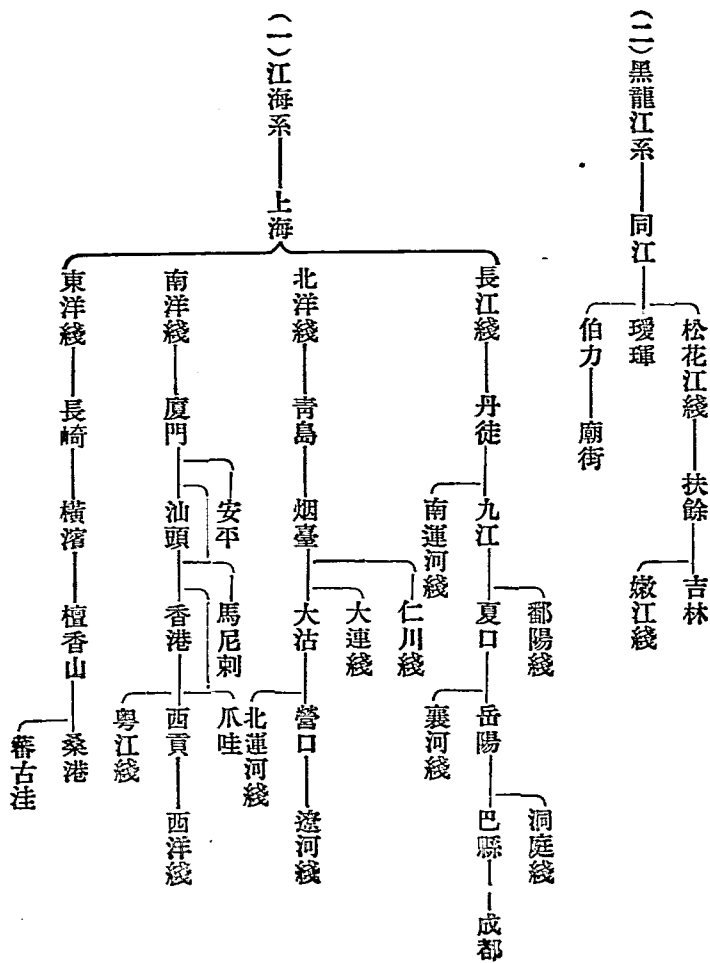 (二)黑龍江系
同江
松花江綫
扶餘
吉林
嫩江綫
璦琿
伯力
廟街
(一)江海系
上海
長江綫
丹徒
九江
南運河綫
鄱陽綫
夏口
岳陽
襄河綫
洞庭綫
巴縣
成都
北洋綫
青島
烟臺
仁川綫
大連綫
大沽
營口
北運河綫
遼河綫
南洋綫
廈門
安平
汕頭
馬尼剌
香港
爪哇
西貢
粵江綫
西洋綫
東洋綫
長崎
橫濱
檀香山
桑港
蕃古洼